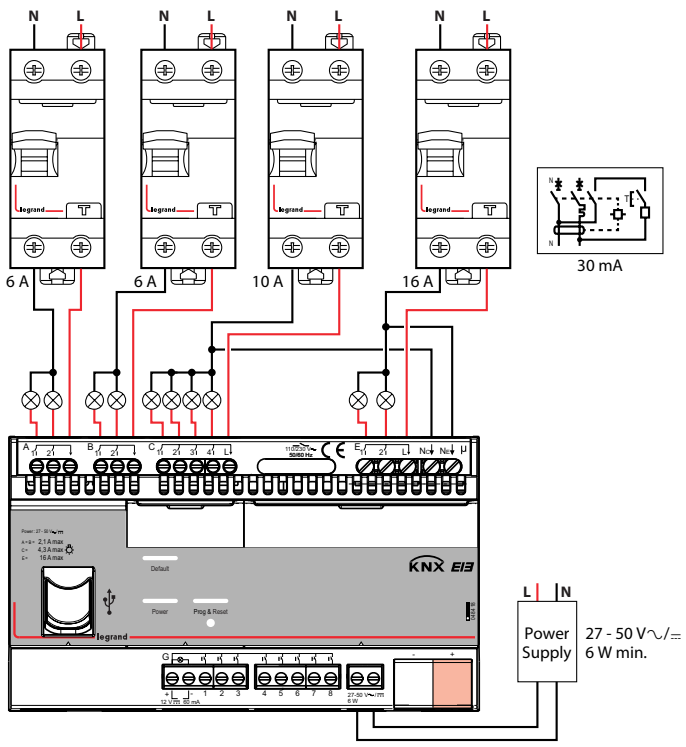 N L N L N L N L
legrand T legrand T legrand T legrand T
N
T
N
30 mA
6 A 6 A 10 A 16 A
A B C E
1 2 1 2 1 2 3 4 L 1 2 L NC NE µ
110/230 V~
50/60 Hz
CE
Power : 27 - 50 V
A = B = 2,1 A max
C = 4,3 A max
E = 16 A max
Default
KNX EIB
Power
Prog & Reset
legrand
G
+ - 1 2 3 4 5 6 7 8
12 V 60 mA
27-50 V
6 W
- +
L N
Power
Supply
27 - 50 V~/⎓
6 W min.